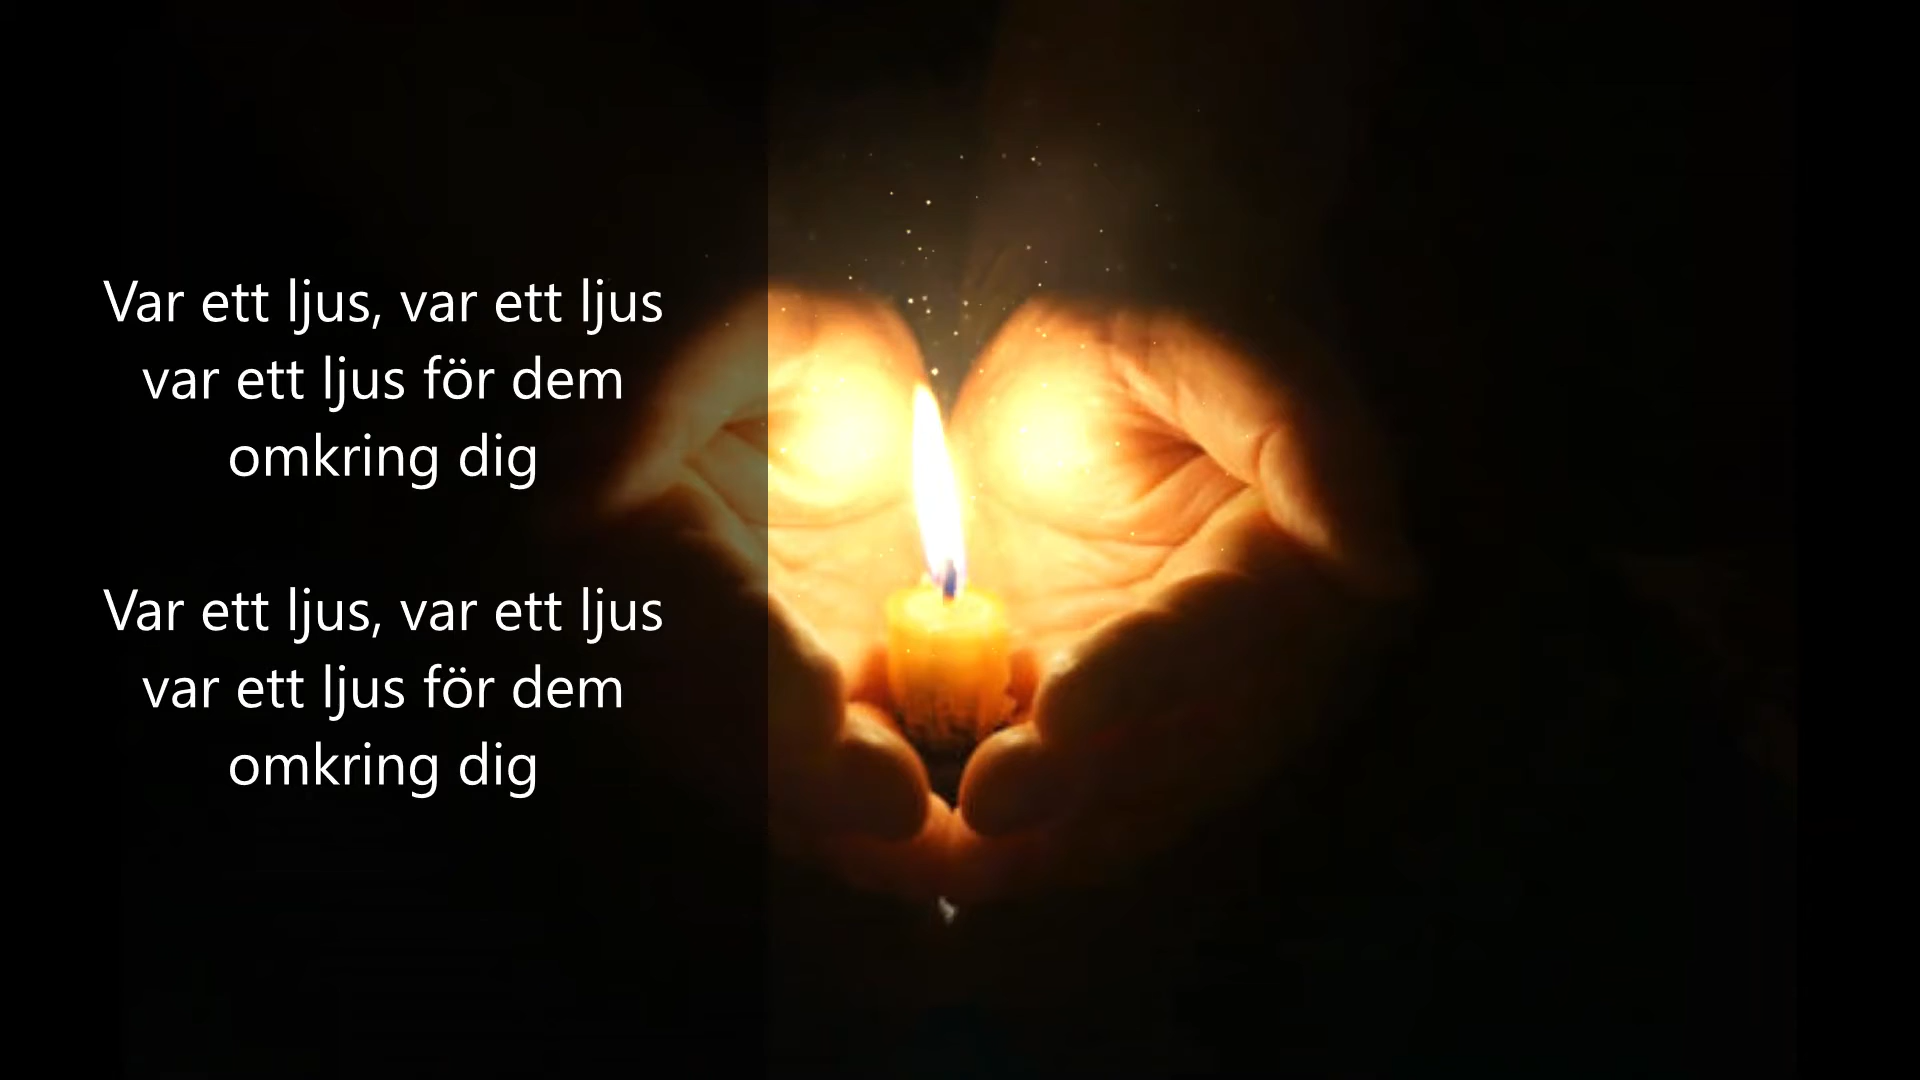 Var ett ljus, var ett ljus
var ett ljus för dem
omkring dig
Var ett ljus, var ett ljus
var ett ljus för dem
omkring dig